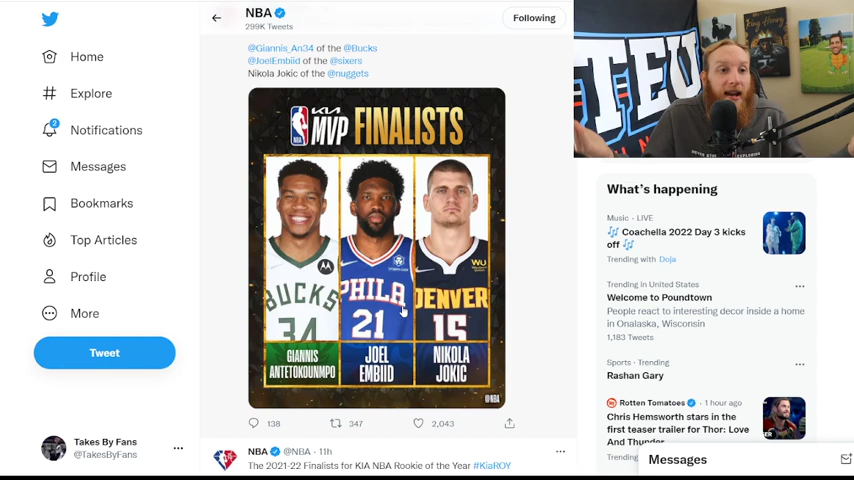 NBA
299K Tweets
Following
@Giannis_An34 of the @Bucks
@JoelEmbiid of the @sixers
Nikola Jokic of the @nuggets
KIA
NBA
MVP FINALISTS
BUCKS
34
PHILA
21
WU
DENVER
15
GIANNIS
ANTETOKOUNMPO
JOEL
EMBIID
NIKOLA
JOKIC
@NBA
138
347
2,043
NBA @NBA · 11h
The 2021-22 Finalists for KIA NBA Rookie of the Year #KiaROY
Home
Explore
2
Notifications
Messages
Bookmarks
Top Articles
Profile
More
Tweet
Takes By Fans
@TakesByFans
TEU
What's happening
Music · LIVE
Coachella 2022 Day 3 kicks
off
Trending with Doja
Trending in United States
Welcome to Poundtown
People react to interesting decor inside a
home in Onalaska, Wisconsin
1,183 Tweets
Sports · Trending
Rashan Gary
Rotten Tomatoes · 1 hour ago
Chris Hemsworth stars in the
first teaser trailer for Thor: Love
And Thunder
Trending
Messages